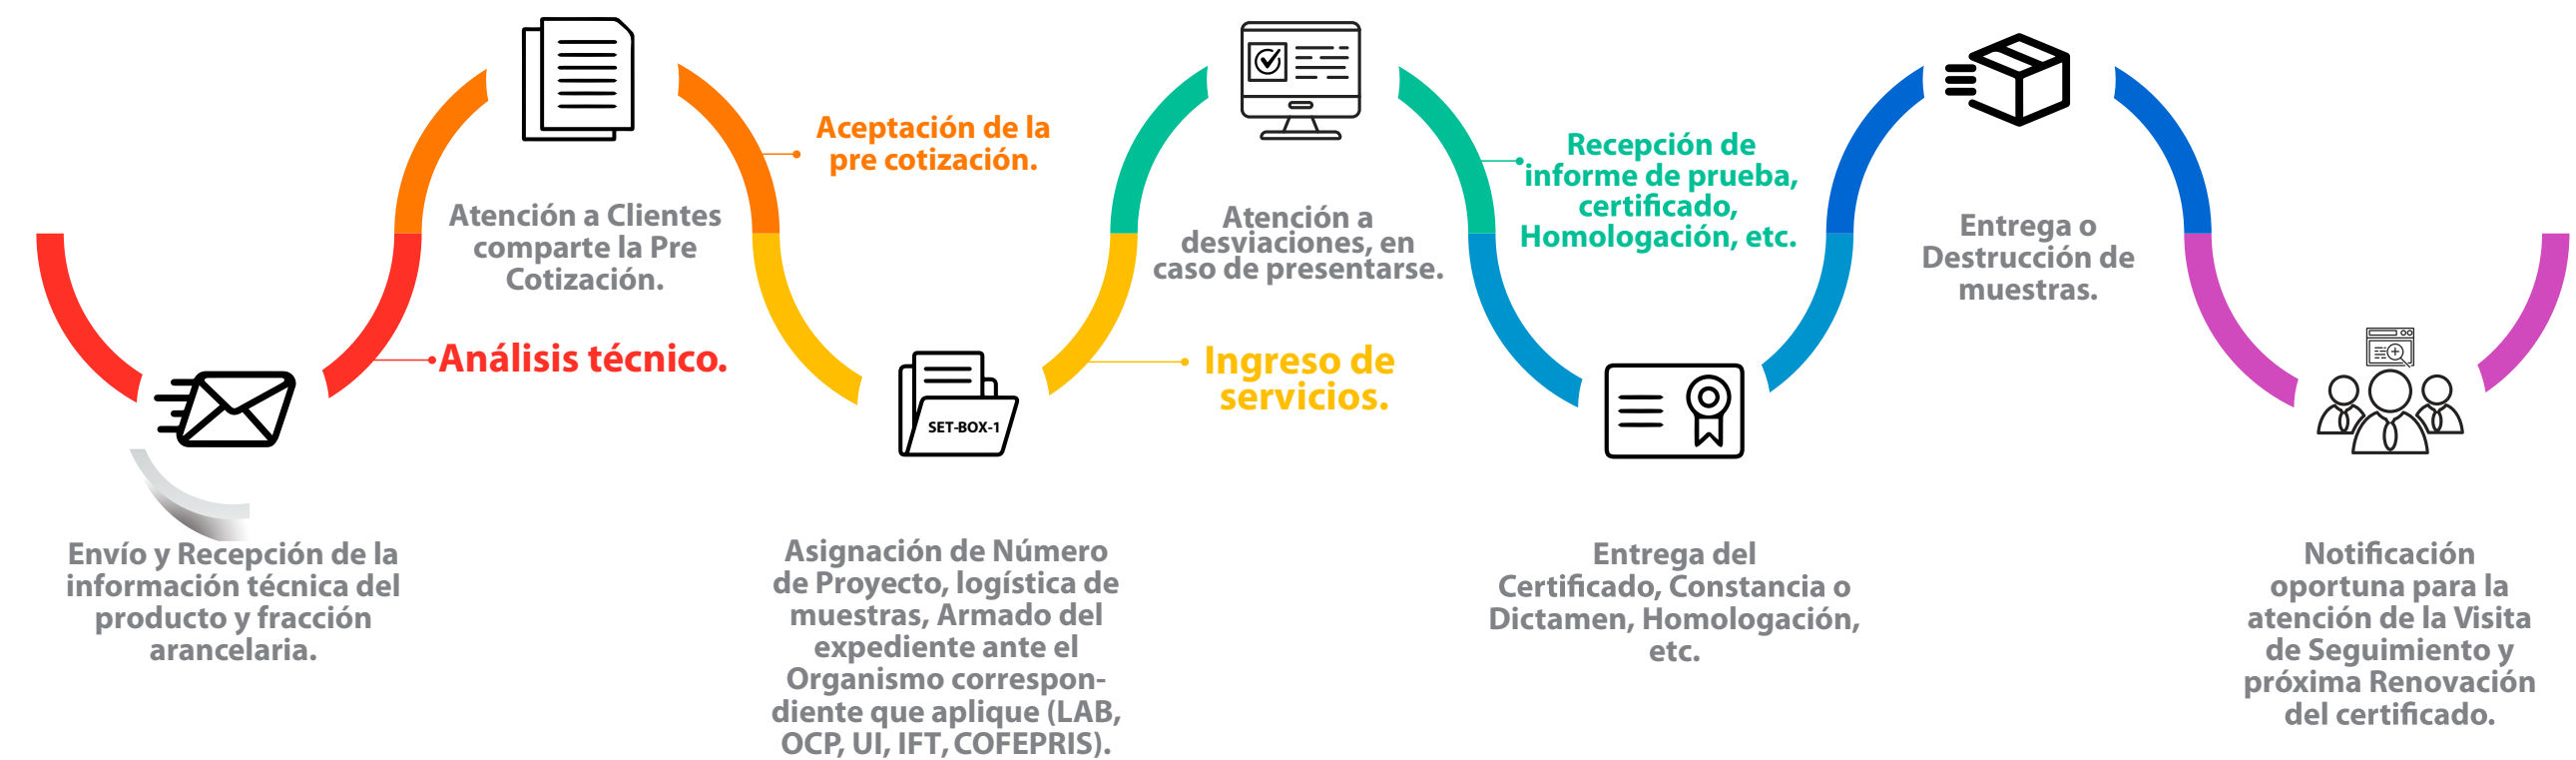 Envío y Recepción de la
información técnica del
producto y fracción
arancelaria.
Análisis técnico.
Atención a Clientes
comparte la Pre
Cotización.
Aceptación de la
pre cotización.
SET-BOX-1
Asignación de Número
de Proyecto, logística de
muestras, Armado del
expediente ante el
Organismo correspon-
diente que aplique (LAB,
OCP, UI, IFT, COFEPRIS).
Ingreso de
servicios.
Atención a
desviaciones, en
caso de presentarse.
Recepción de
informe de prueba,
certificado,
Homologación, etc.
Entrega del
Certificado, Constancia o
Dictamen, Homologación,
etc.
Entrega o
Destrucción de
muestras.
Notificación
oportuna para la
atención de la Visita
de Seguimiento y
próxima Renovación
del certificado.